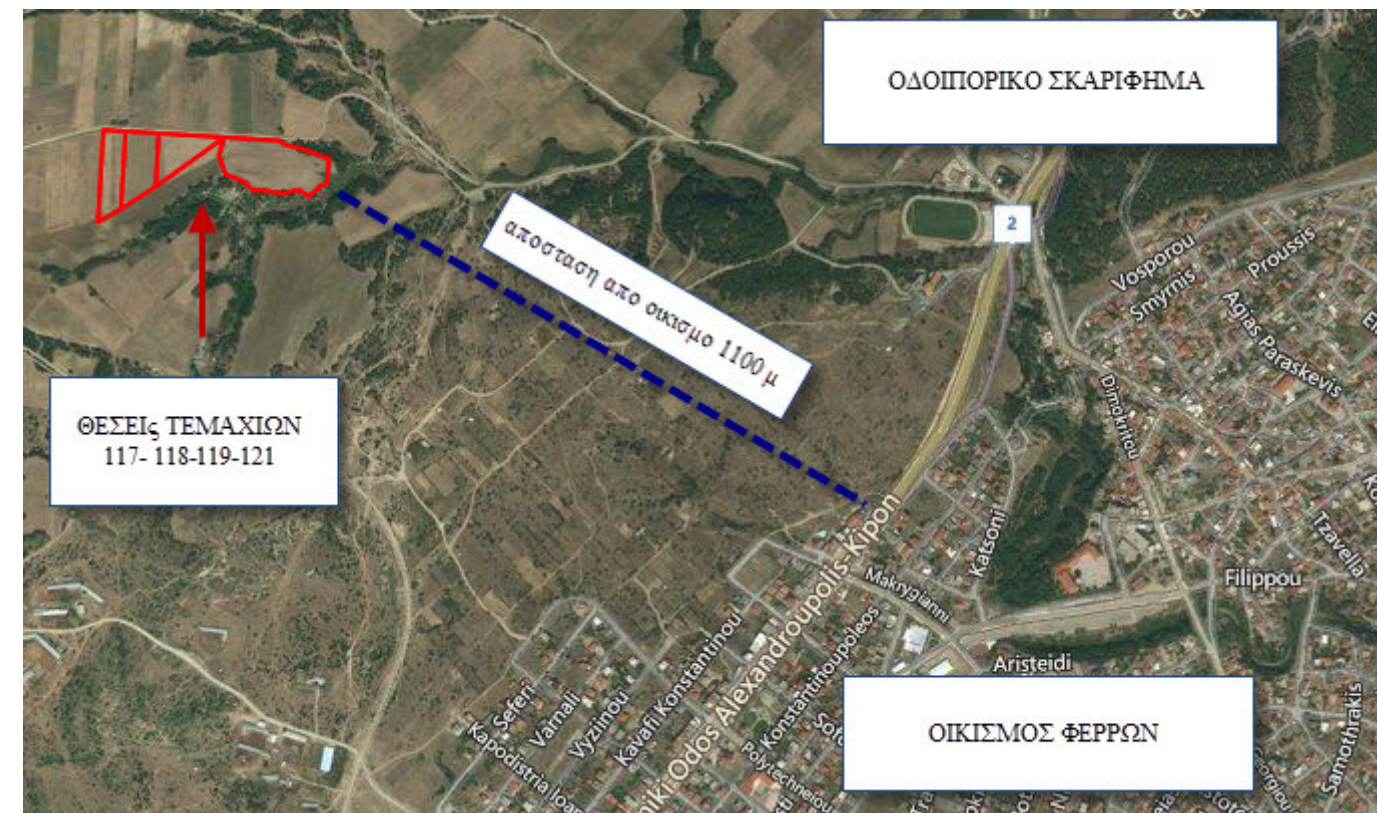 ΟΔΟΙΠΟΡΙΚΟ ΣΚΑΡΙΦΗΜΑ
2
Vosporou
Smyrnis
Proussis
Agias Paraskevis
αποσταση απο οικισμο 1100 μ
Dimokritou
ΘΕΣΕΙς ΤΕΜΑΧΙΩΝ
117- 118-119-121
Katsoni
Tzavella
Filippou
Makrygianni
Aristeidi
Seferi
Varnali
Vyzinou
Kavafi Konstantinou
Odos Alexandroupolis-Kipon
Konstantinoupoleos
Kapodistria Ioan
Polytechneiou
ΟΙΚΙΣΜΟΣ ΦΕΡΡΩΝ
Samothrakis